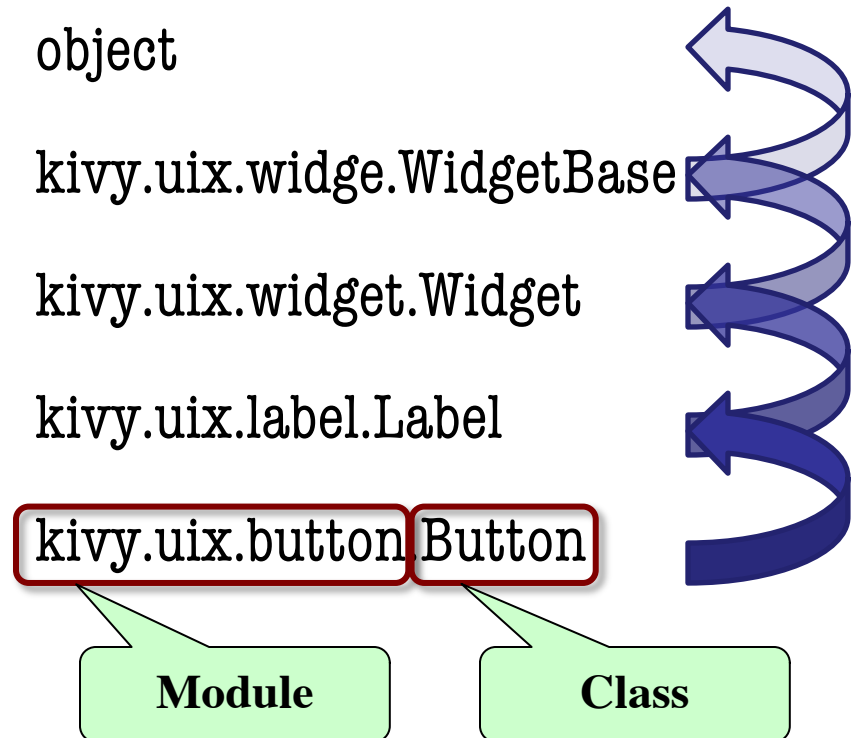 object
kivy.uix.widge.WidgetBase
kivy.uix.widget.Widget
kivy.uix.label.Label
kivy.uix.button.Button
Module
Class